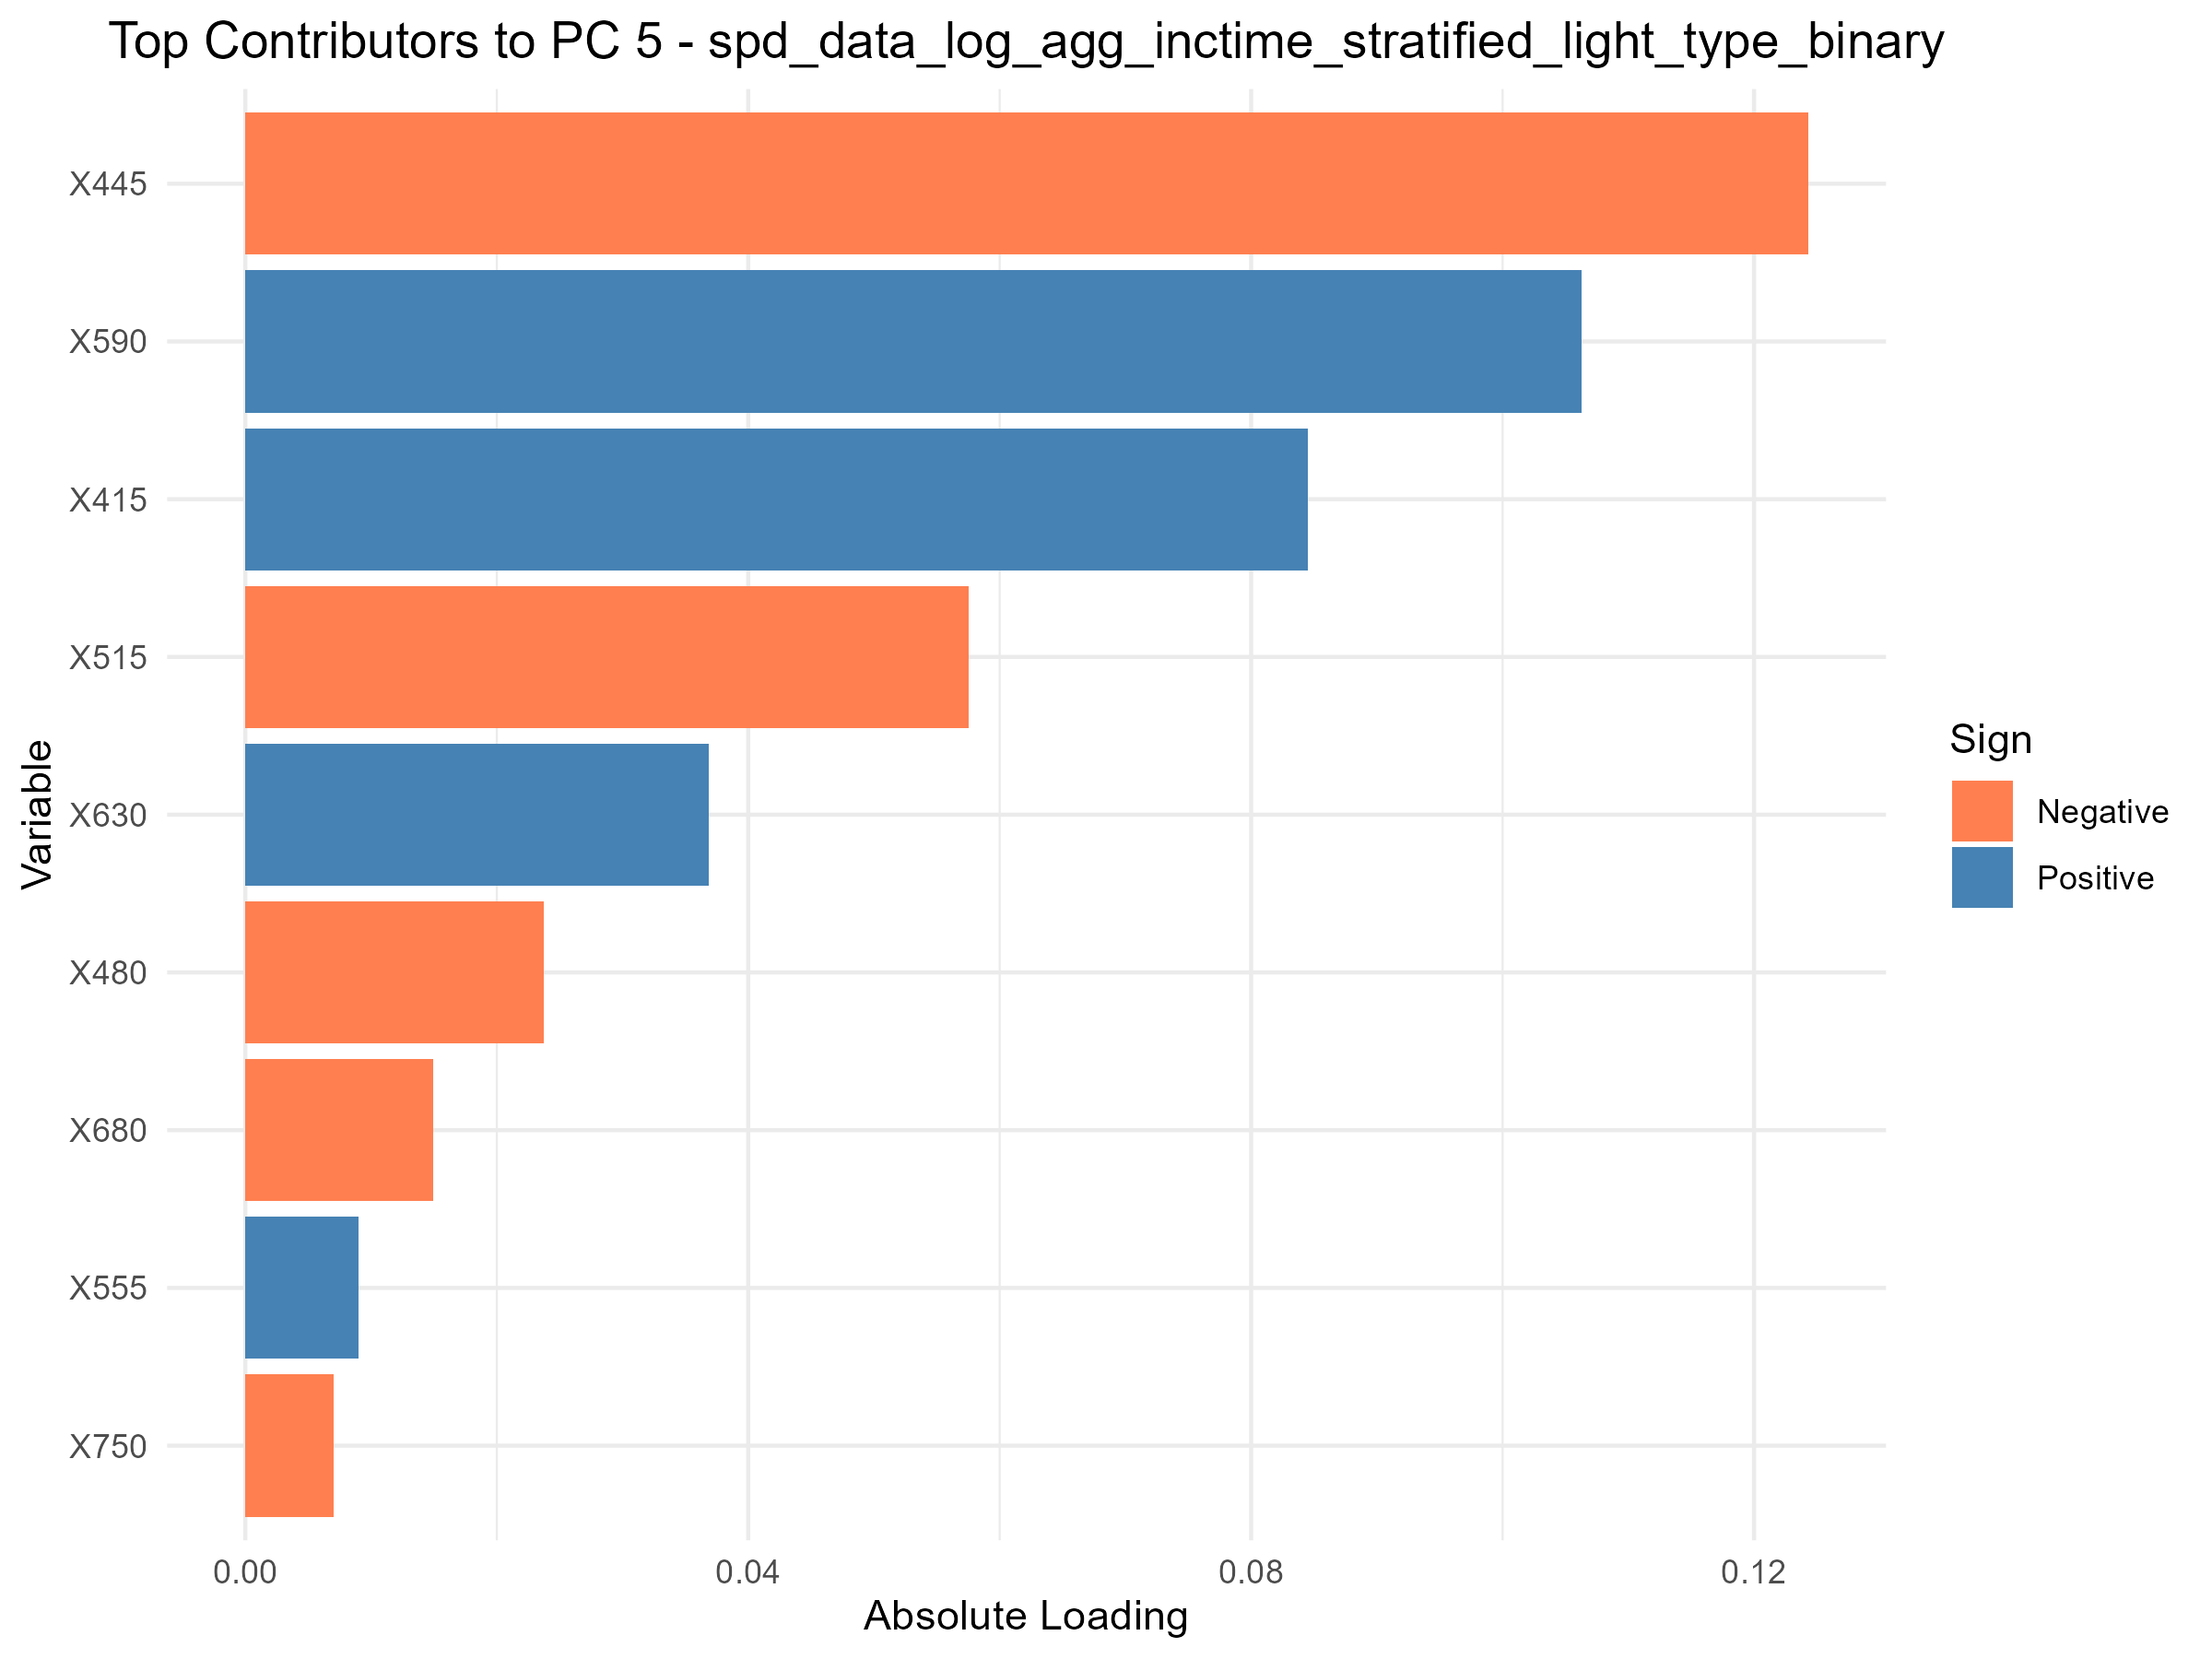 Top Contributors to PC 5 - spd_data_log_agg_inctime_stratified_light_type_binary
X445
X590
X415
X515
X630
X480
X680
X555
X750
Variable
0.00 0.04 0.08 0.12
Absolute Loading
Sign
Negative
Positive